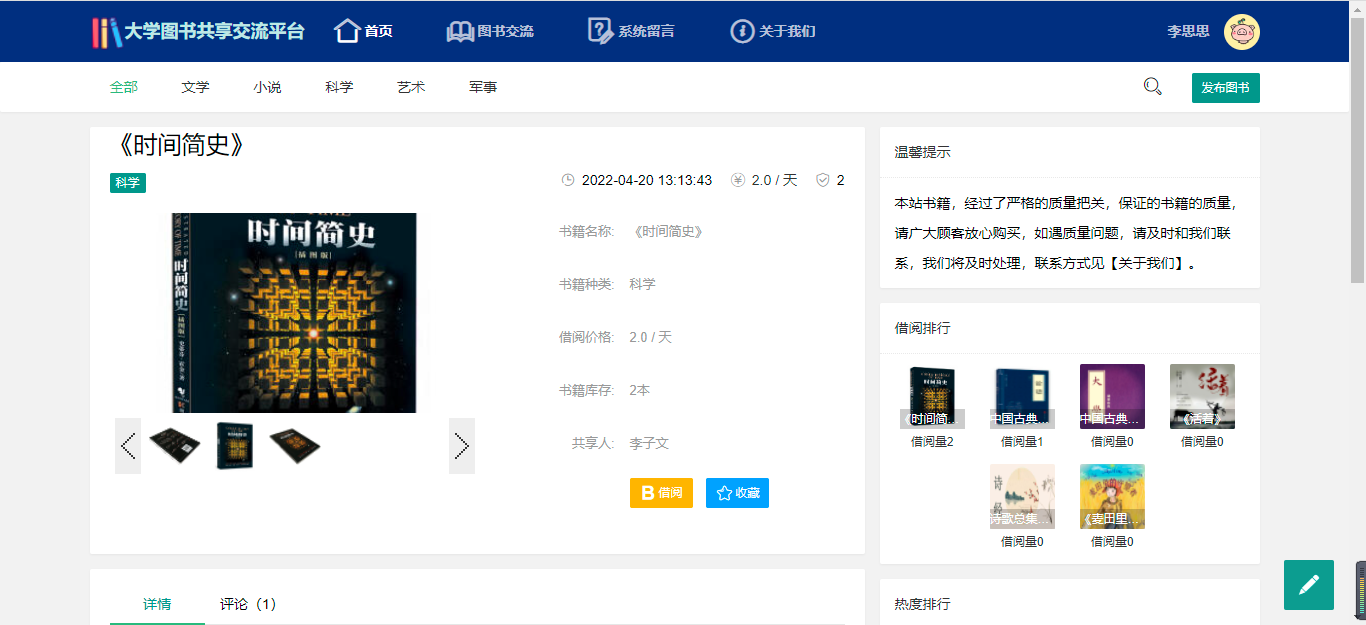 大学图书共享交流平台 首页 图书交流 系统留言 关于我们 李思思
全部 文学 小说 科学 艺术 军事 发布图书
《时间简史》
科学
2022-04-20 13:13:43 2.0 / 天 2
时间简史
|插图版|
时间简史
书籍名称: 《时间简史》
书籍种类: 科学
借阅价格: 2.0 / 天
书籍库存: 2本
共享人: 李子文
B 借阅 收藏
详情 评论（1）
温馨提示
本站书籍，经过了严格的质量把关，保证的书籍的质量，
请广大顾客放心购买，如遇质量问题，请及时和我们联
系，我们将及时处理，联系方式见【关于我们】。
借阅排行
《时间简... 中国古典... 中国古典... 《活着》
借阅量2 借阅量1 借阅量0 借阅量0
诗歌总集... 《麦田里...
借阅量0 借阅量0
热度排行